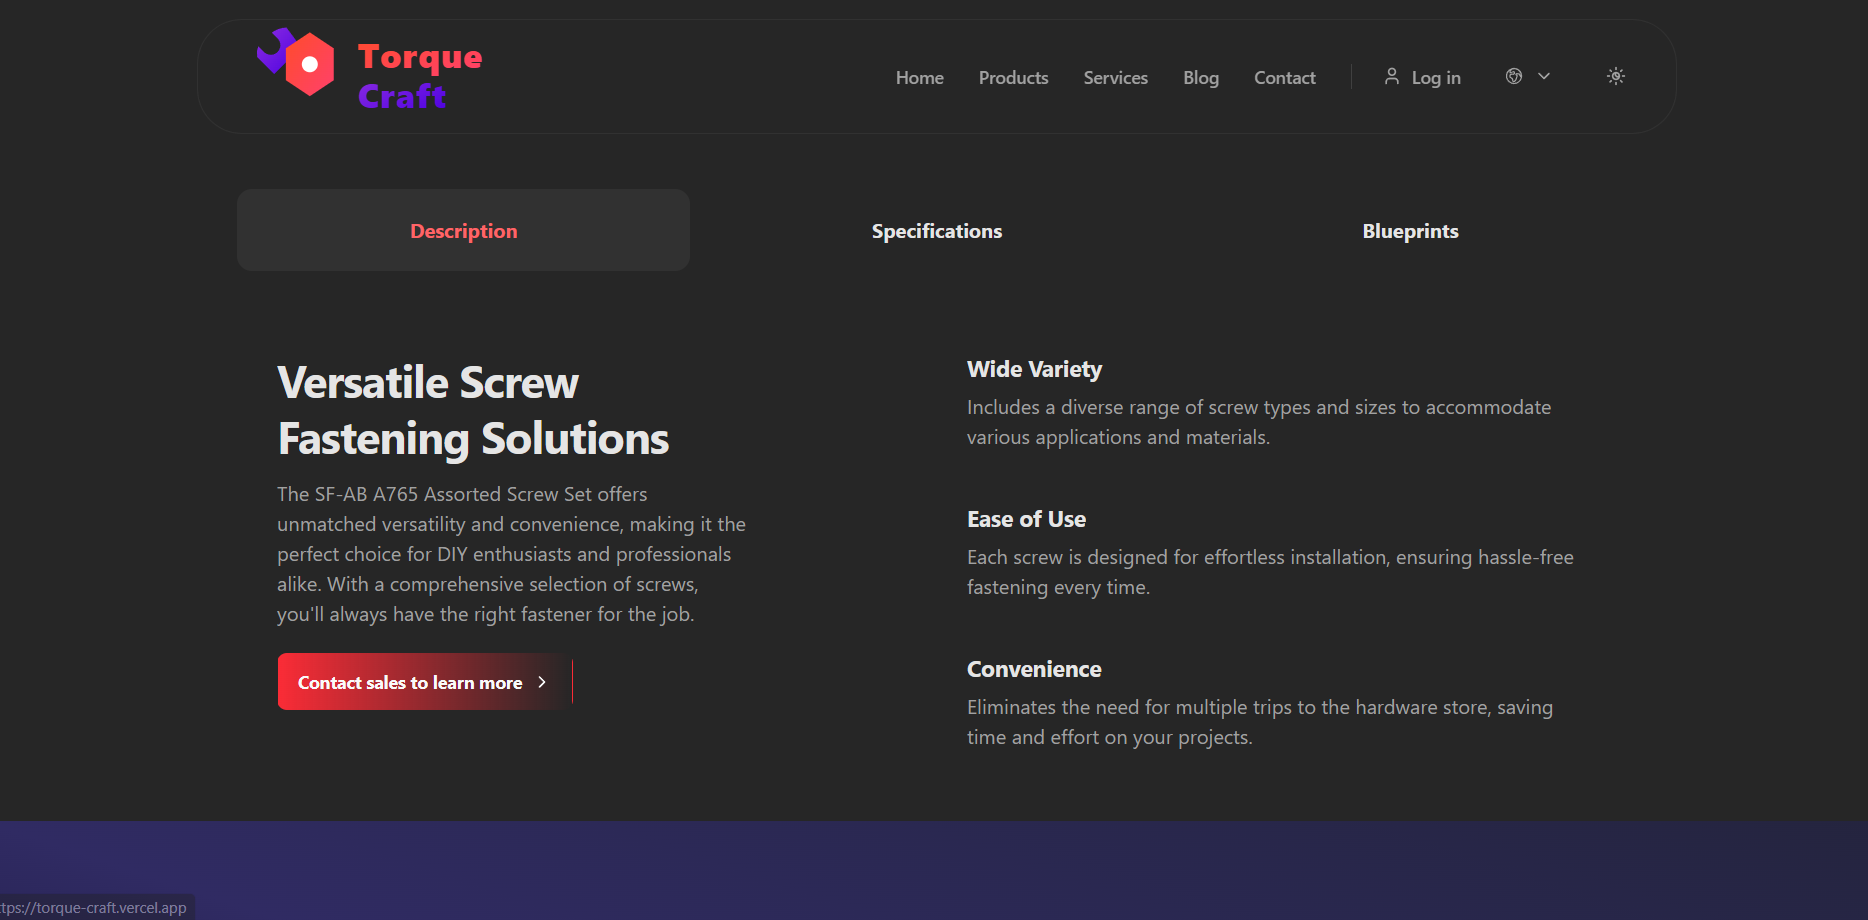 Torque
Craft
Home
Products
Services
Blog
Contact
Log in
Description
Specifications
Blueprints
Versatile Screw
Fastening Solutions
The SF-AB A765 Assorted Screw Set offers
unmatched versatility and convenience, making it the
perfect choice for DIY enthusiasts and professionals
alike. With a comprehensive selection of screws,
you'll always have the right fastener for the job.
Contact sales to learn more
Wide Variety
Includes a diverse range of screw types and sizes to accommodate
various applications and materials.
Ease of Use
Each screw is designed for effortless installation, ensuring hassle-free
fastening every time.
Convenience
Eliminates the need for multiple trips to the hardware store, saving
time and effort on your projects.
tps://torque-craft.vercel.app